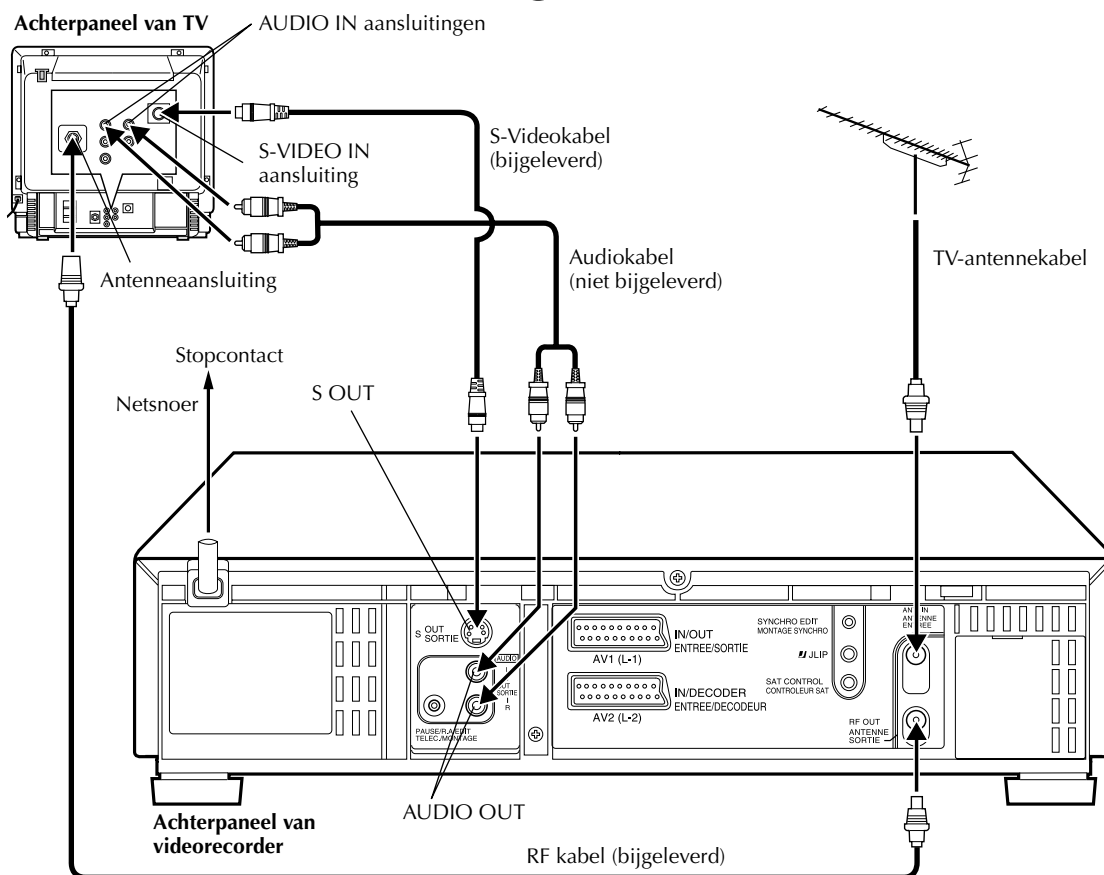 Achterpaneel van TV
AUDIO IN aansluitingen
S-VIDEO IN
aansluiting
S-Videokabel
(bijgeleverd)
Antenneaansluiting
Audiokabel
(niet bijgeleverd)
TV-antennekabel
Stopcontact
Netsnoer
S OUT
S OUT
SORTIE
AUDIO
L
OUT
SORTIE
R
PAUSE/R.A.EDIT
TELEC./MONTAGE
IN/OUT
ENTREE/SORTIE
AV1 (L-1)
IN/DECODER
ENTREE/DECODEUR
AV2 (L-2)
SYNCHRO EDIT
MONTAGE SYNCHRO
JLIP
SAT CONTROL
CONTROLEUR SAT
ANT. IN
ANTENNE
ENTREE
RF OUT
ANTENNE
SORTIE
AUDIO OUT
Achterpaneel van
videorecorder
RF kabel (bijgeleverd)